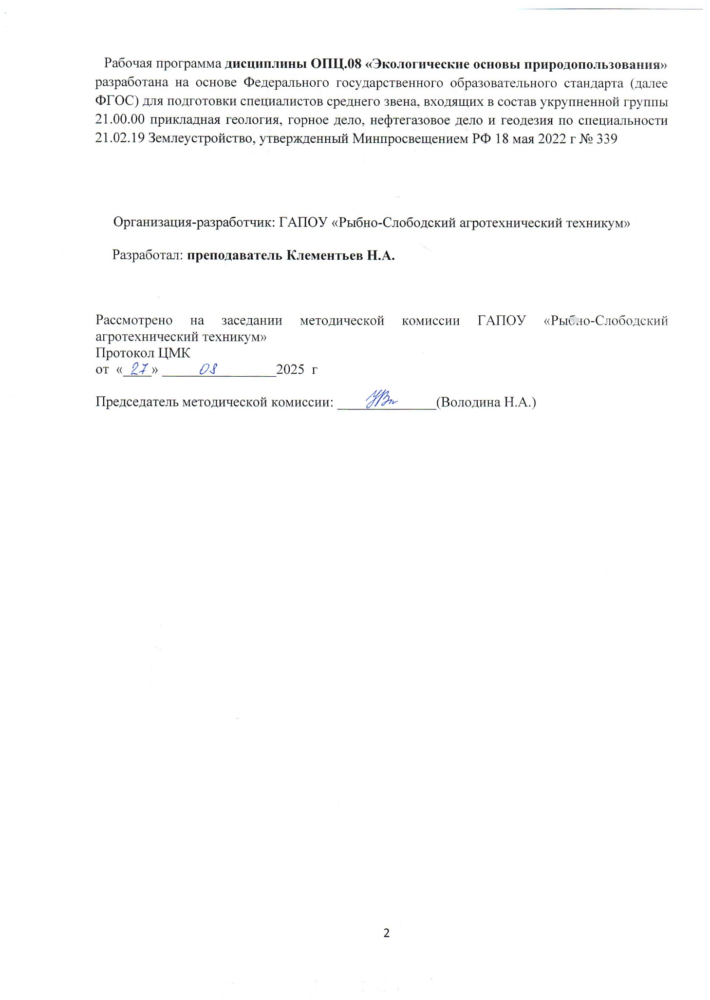 Рабочая программа дисциплины ОПЦ.08 «Экологические основы природопользования»
разработана на основе Федерального государственного образовательного стандарта (далее
ФГОС) для подготовки специалистов среднего звена, входящих в состав укрупненной группы
21.00.00 прикладная геология, горное дело, нефтегазовое дело и геодезия по специальности
21.02.19 Землеустройство, утвержденный Минпросвещением РФ 18 мая 2022 г № 339
Организация-разработчик: ГАПОУ «Рыбно-Слободский агротехнический техникум»
Разработал: преподаватель Клементьев Н.А.
Рассмотрено на заседании методической комиссии ГАПОУ «Рыбно-Слободский
агротехнический техникум»
Протокол ЦМК
от «27» 08 2025 г
Председатель методической комиссии: ______________(Володина Н.А.)
2